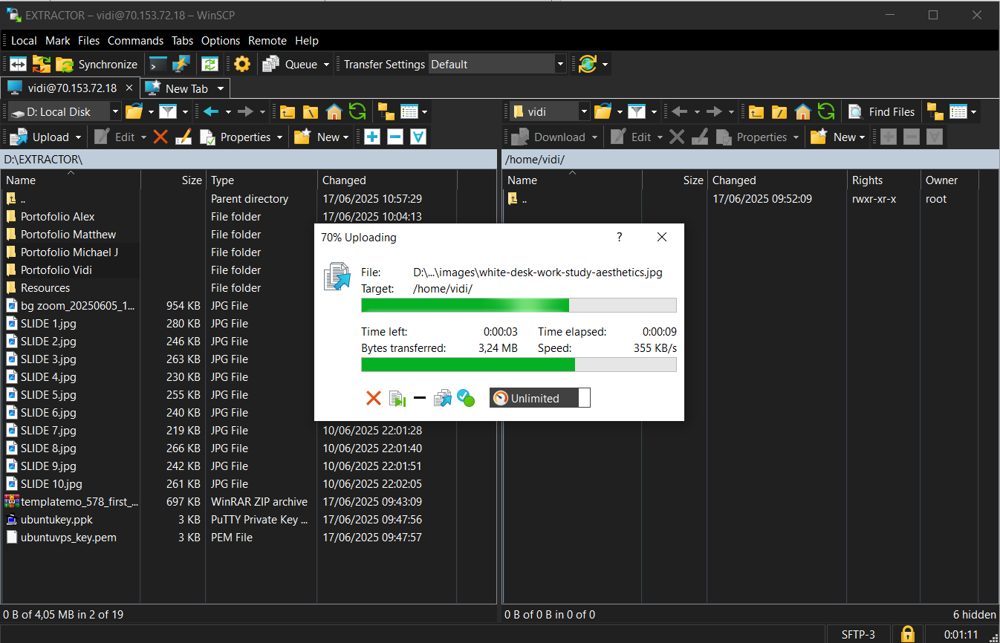 EXTRACTOR – vidi@70.153.72.18 – WinSCP
Local Mark Files Commands Tabs Options Remote Help
Synchronize Queue Transfer Settings Default
vidi@70.153.72.18 × New Tab
D: Local Disk vidi Find Files
Upload Edit Properties New Download Edit Properties New
D:\EXTRACTOR\ /home/vidi/
Name Size Type Changed Name Size Changed Rights Owner
.. Parent directory 17/06/2025 10:57:29 .. 17/06/2025 09:52:09 rwxr-xr-x root
Portofolio Alex File folder 17/06/2025 10:04:13
Portofolio Matthew File folder
Portofolio Michael J File folder
Portofolio Vidi File folder
Resources File folder
bg zoom_20250605_1... 954 KB JPG File
SLIDE 1.jpg 280 KB JPG File
SLIDE 2.jpg 246 KB JPG File
SLIDE 3.jpg 263 KB JPG File
SLIDE 4.jpg 230 KB JPG File
SLIDE 5.jpg 255 KB JPG File
SLIDE 6.jpg 240 KB JPG File
SLIDE 7.jpg 219 KB JPG File 10/06/2025 22:01:28
SLIDE 8.jpg 266 KB JPG File 10/06/2025 22:01:40
SLIDE 9.jpg 242 KB JPG File 10/06/2025 22:01:51
SLIDE 10.jpg 261 KB JPG File 10/06/2025 22:02:05
templatemo_578_first_... 697 KB WinRAR ZIP archive 17/06/2025 09:43:09
ubuntukey.ppk 3 KB PuTTY Private Key ... 17/06/2025 09:47:56
ubuntuvps_key.pem 3 KB PEM File 17/06/2025 09:47:57
70% Uploading ?
File: D:\...\images\white-desk-work-study-aesthetics.jpg
Target: /home/vidi/
Time left: 0:00:03 Time elapsed: 0:00:09
Bytes transferred: 3,24 MB Speed: 355 KB/s
Unlimited
0 B of 4,05 MB in 2 of 19 0 B of 0 B in 0 of 0 6 hidden
SFTP-3 0:01:11